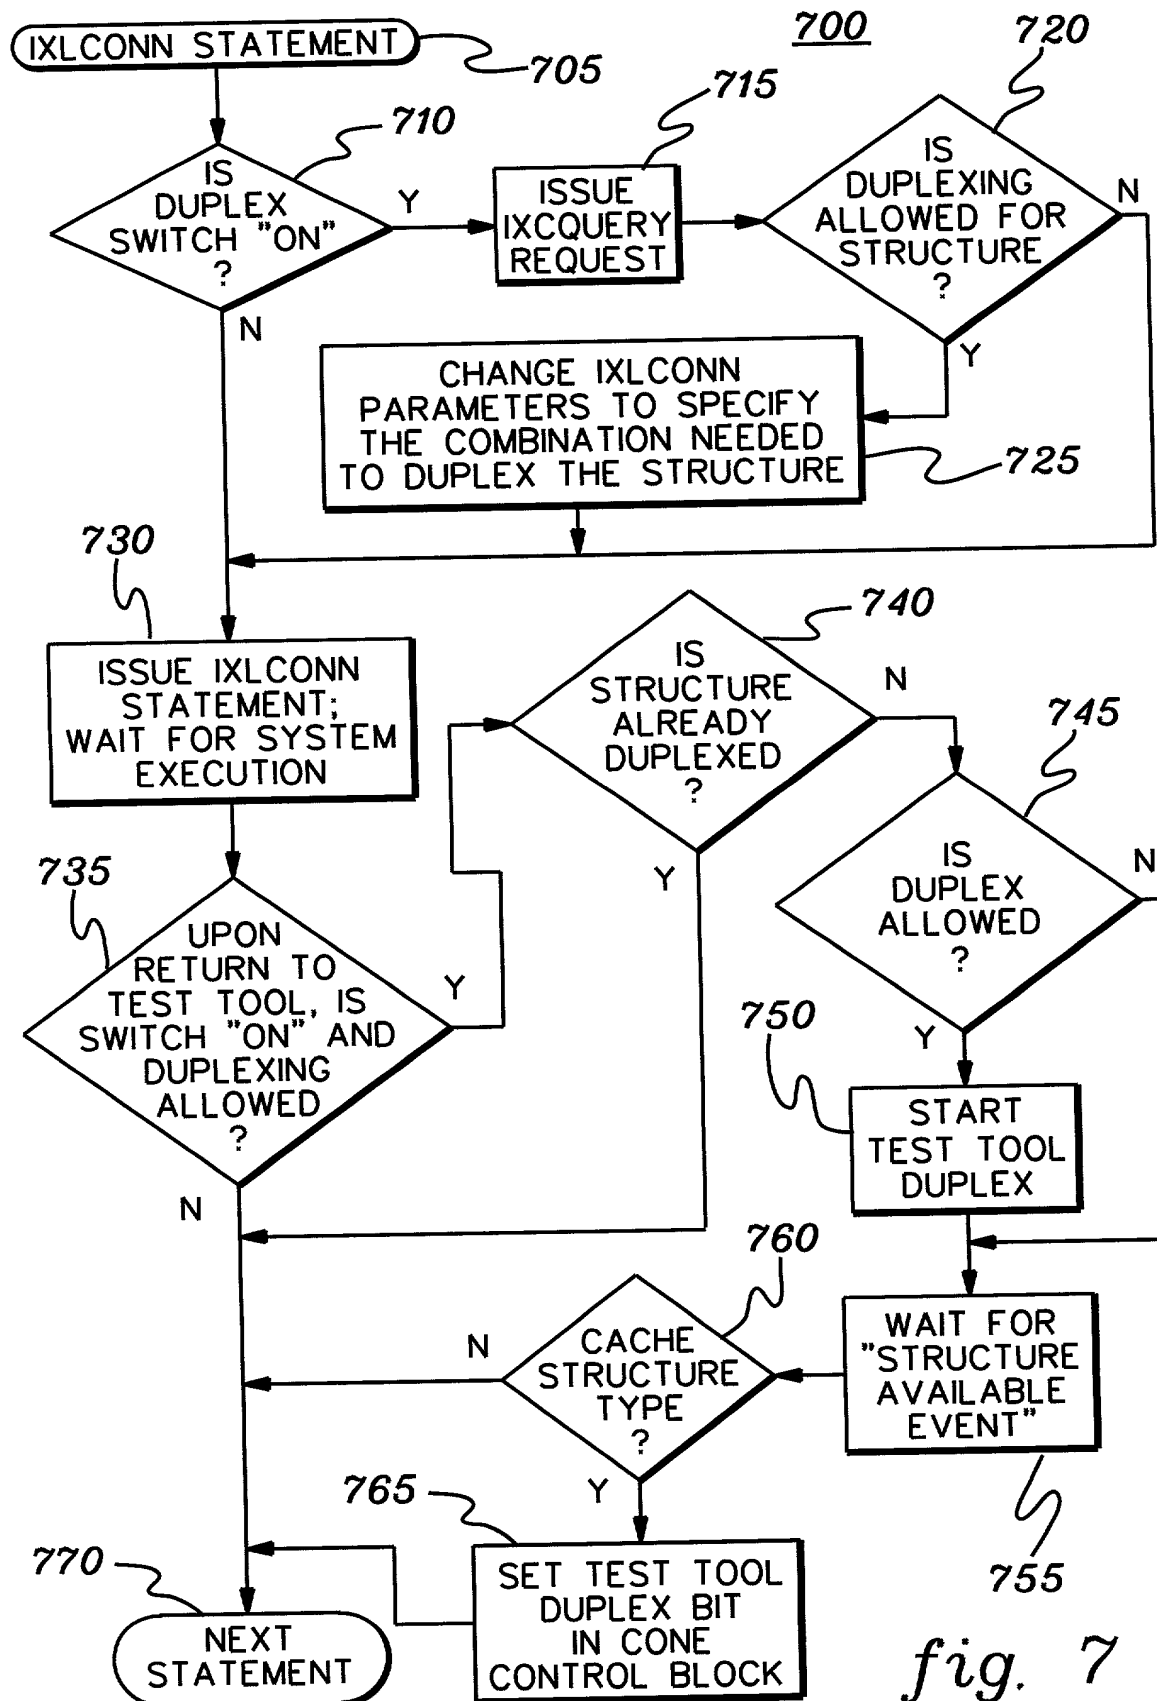 IXLCONN STATEMENT
705
700
720
715
710
IS
DUPLEX
SWITCH "ON"
?
Y
N
ISSUE
IXCQUERY
REQUEST
IS
DUPLEXING
ALLOWED FOR
STRUCTURE
?
N
Y
CHANGE IXLCONN
PARAMETERS TO SPECIFY
THE COMBINATION NEEDED
TO DUPLEX THE STRUCTURE
725
730
ISSUE IXLCONN
STATEMENT;
WAIT FOR SYSTEM
EXECUTION
740
IS
STRUCTURE
ALREADY
DUPLEXED
?
N
Y
745
IS
DUPLEX
ALLOWED
?
N
Y
735
UPON
RETURN TO
TEST TOOL, IS
SWITCH "ON" AND
DUPLEXING
ALLOWED
?
Y
N
750
START
TEST TOOL
DUPLEX
760
CACHE
STRUCTURE
TYPE
?
N
Y
WAIT FOR
"STRUCTURE
AVAILABLE
EVENT"
755
765
SET TEST TOOL
DUPLEX BIT
IN CONE
CONTROL BLOCK
770
NEXT
STATEMENT
fig. 7